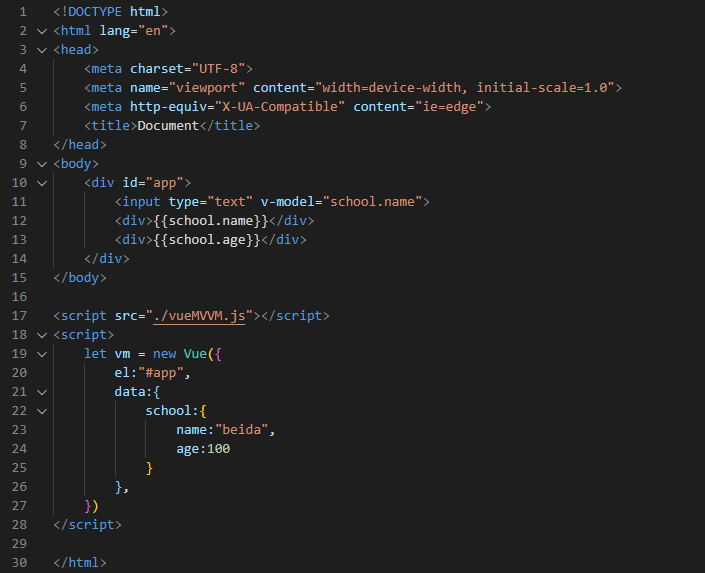 1 <!DOCTYPE html>
2 <html lang="en">
3 <head>
4     <meta charset="UTF-8">
5     <meta name="viewport" content="width=device-width, initial-scale=1.0">
6     <meta http-equiv="X-UA-Compatible" content="ie=edge">
7     <title>Document</title>
8 </head>
9 <body>
10     <div id="app">
11         <input type="text" v-model="school.name">
12         <div>{{school.name}}</div>
13         <div>{{school.age}}</div>
14     </div>
15 </body>
16
17 <script src="./vueMVVM.js"></script>
18 <script>
19     let vm = new Vue({
20         el:"#app",
21         data:{
22             school:{
23                 name:"beida",
24                 age:100
25             }
26         },
27     })
28 </script>
29
30 </html>